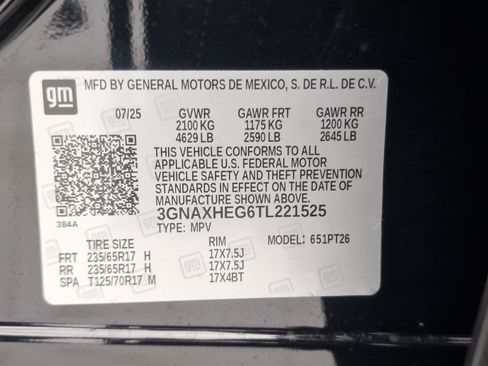 gm
MFD BY GENERAL MOTORS DE MEXICO, S. DE R.L. DE C.V.
07/25 GVWR GAWR FRT GAWR RR
2100 KG 1175 KG 1200 KG
4629 LB 2590 LB 2645 LB
THIS VEHICLE CONFORMS TO ALL
APPLICABLE U.S. FEDERAL MOTOR
VEHICLE SAFETY AND THEFT
PREVENTION STANDARDS IN
EFFECT ON THE DATE OF
MANUFACTURE SHOWN ABOVE.
384A
3GNAXHEG6TL221525
TYPE: MPV MODEL: 651PT26
TIRE SIZE RIM
FRT 235/65R17 H 17X7.5J
RR 235/65R17 H 17X7.5J
SPA T125/70R17 M 17X4BT